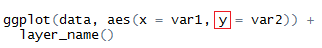 ggplot(data, aes(x = var1, y = var2)) +
  layer_name()